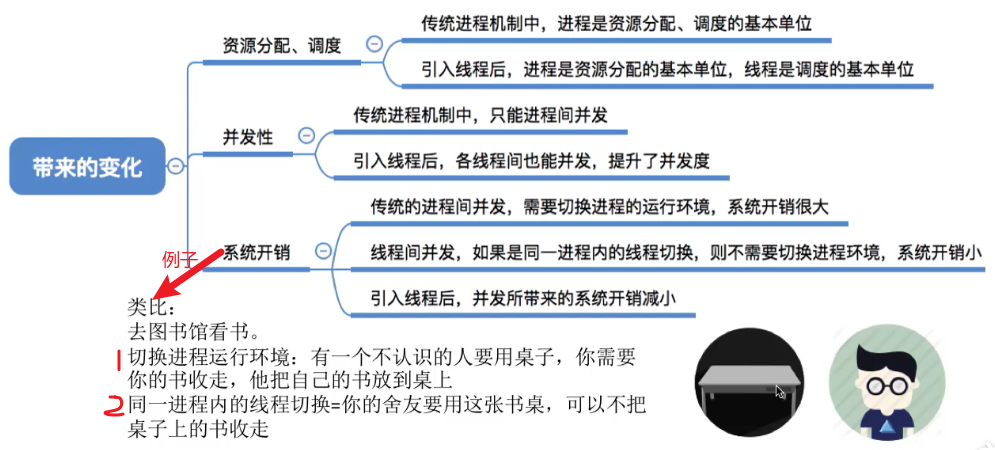 带来的变化
资源分配、调度
传统进程机制中，进程是资源分配、调度的基本单位
引入线程后，进程是资源分配的基本单位，线程是调度的基本单位
并发性
传统进程机制中，只能进程间并发
引入线程后，各线程间也能并发，提升了并发度
系统开销
传统的进程间并发，需要切换进程的运行环境，系统开销很大
线程间并发，如果是同一进程内的线程切换，则不需要切换进程环境，系统开销小
引入线程后，并发所带来的系统开销减小
例子
类比：
去图书馆看书。
1 切换进程运行环境：有一个不认识的人要用桌子，你需要
你的书收走，他把自己的书放到桌上
2 同一进程内的线程切换=你的舍友要用这张书桌，可以不把
桌子上的书收走